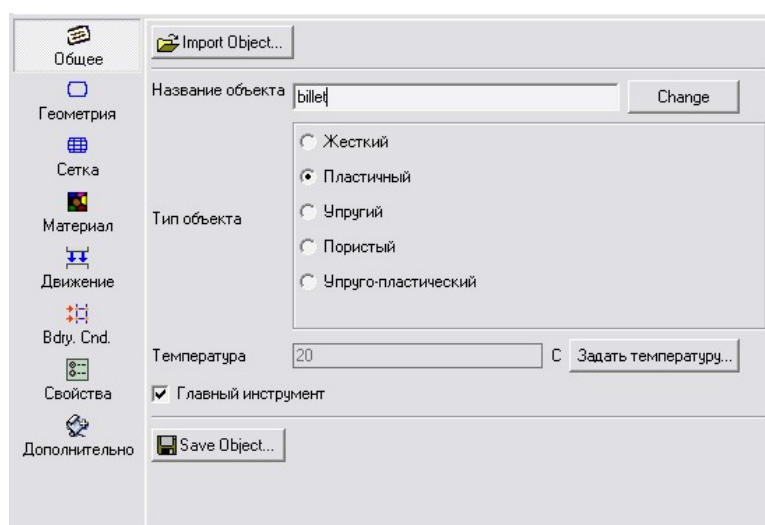 Общее
Геометрия
Сетка
Материал
Движение
Bdry. Cnd.
Свойства
Дополнительно
Import Object...
Название объекта billet Change
Тип объекта
Жесткий
Пластичный
Упругий
Пористый
Упруго-пластический
Температура 20 C Задать температуру...
Главный инструмент
Save Object...